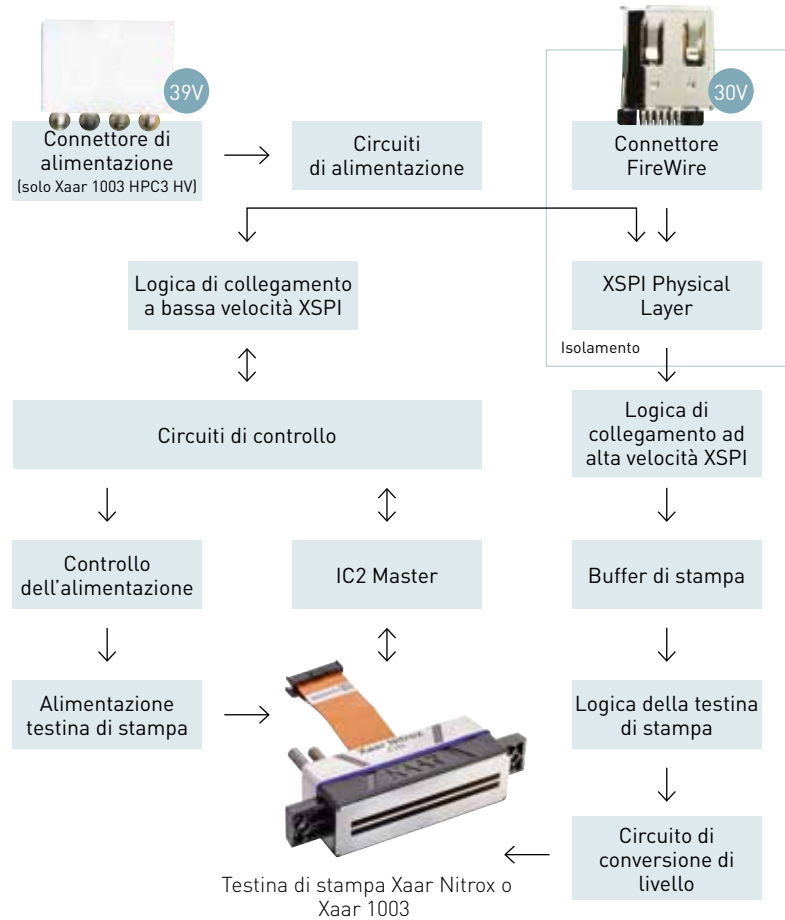 39V
Connettore di
alimentazione
(solo Xaar 1003 HPC3 HV)
Circuiti
di alimentazione
30V
Connettore
FireWire
Logica di collegamento
a bassa velocità XSPI
XSPI Physical
Layer
Isolamento
Circuiti di controllo
Logica di
collegamento ad
alta velocità XSPI
Controllo
dell'alimentazione
IC2 Master
Buffer di stampa
Alimentazione
testina di stampa
Xaar Nitrox
XAAR
Logica della testina
di stampa
Testina di stampa Xaar Nitrox o
Xaar 1003
Circuito di
conversione di
livello